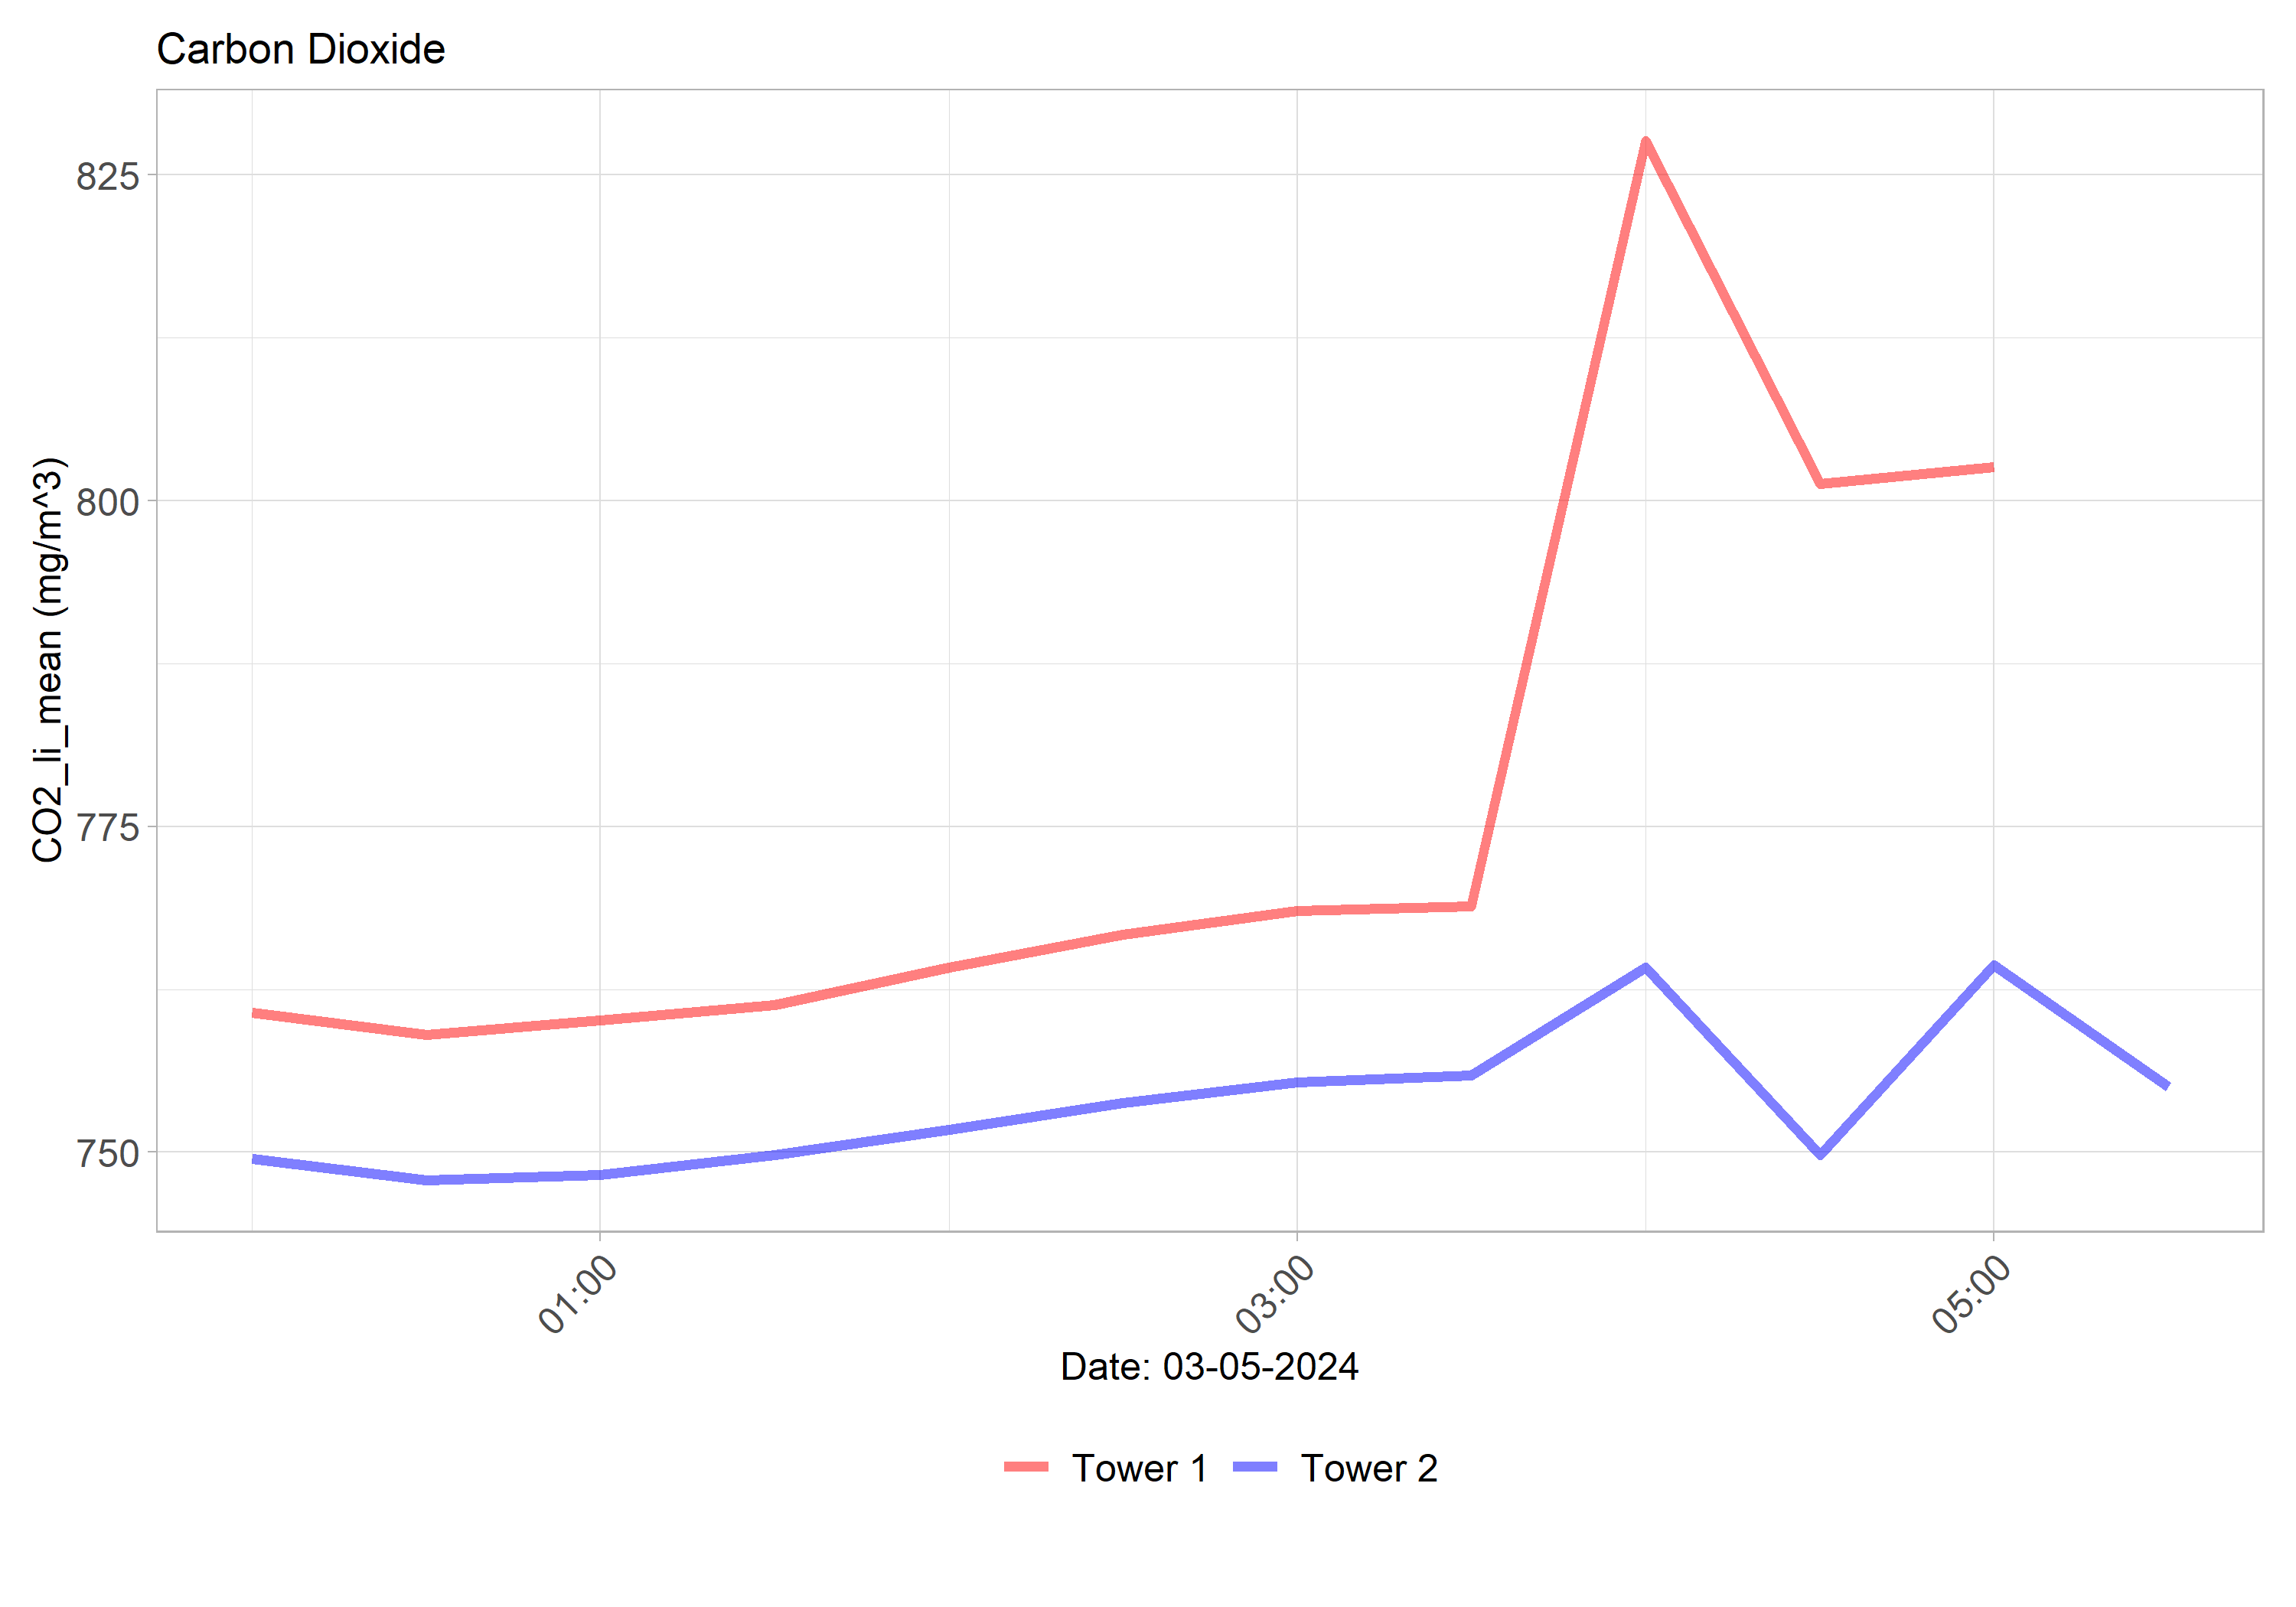 Carbon Dioxide
CO2_li_mean (mg/m^3)
825
800
775
750
01:00
03:00
05:00
Date: 03-05-2024
Tower 1
Tower 2